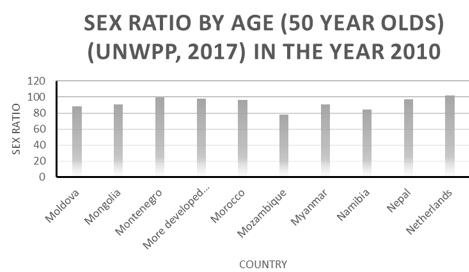 SEX RATIO BY AGE (50 YEAR OLDS)
(UNWPP, 2017) IN THE YEAR 2010
120
100
80
60
40
20
0
SEX RATIO
Moldova
Mongolia
Montenegro
More developed...
Morocco
Mozambique
Myanmar
Namibia
Nepal
Netherlands
COUNTRY